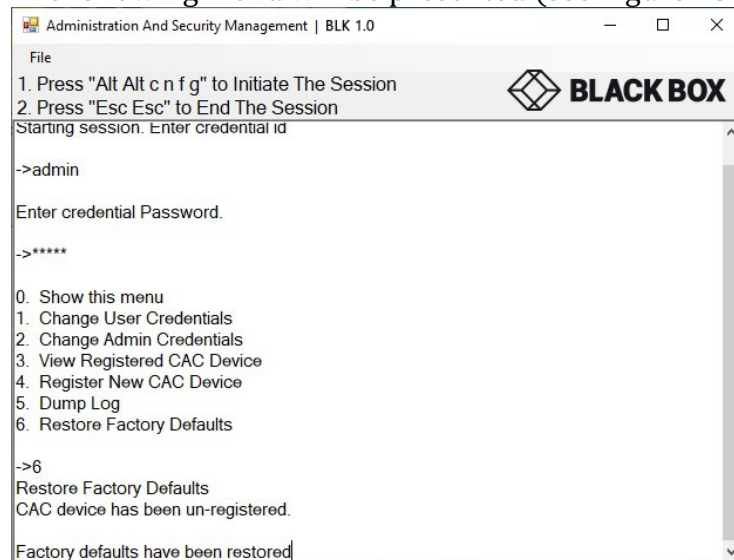 Administration And Security Management | BLK 1.0
File
1. Press "Alt Alt c n f g" to Initiate The Session
2. Press "Esc Esc" to End The Session
BLACK BOX
Starting session. Enter credential id
->admin
Enter credential Password.
->*****
0. Show this menu
1. Change User Credentials
2. Change Admin Credentials
3. View Registered CAC Device
4. Register New CAC Device
5. Dump Log
6. Restore Factory Defaults
->6
Restore Factory Defaults
CAC device has been un-registered.
Factory defaults have been restored